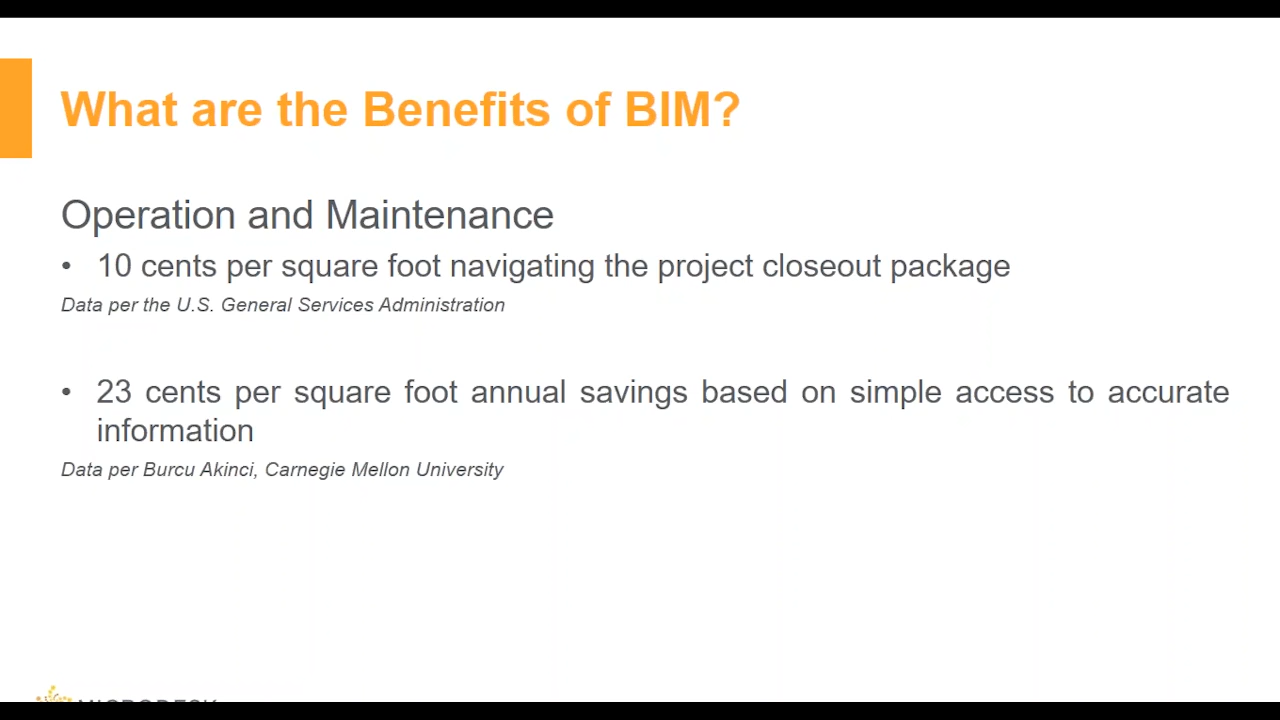 What are the Benefits of BIM?
Operation and Maintenance
• 10 cents per square foot navigating the project closeout package
Data per the U.S. General Services Administration
• 23 cents per square foot annual savings based on simple access to accurate
information
Data per Burcu Akinci, Carnegie Mellon University
MICRODESK